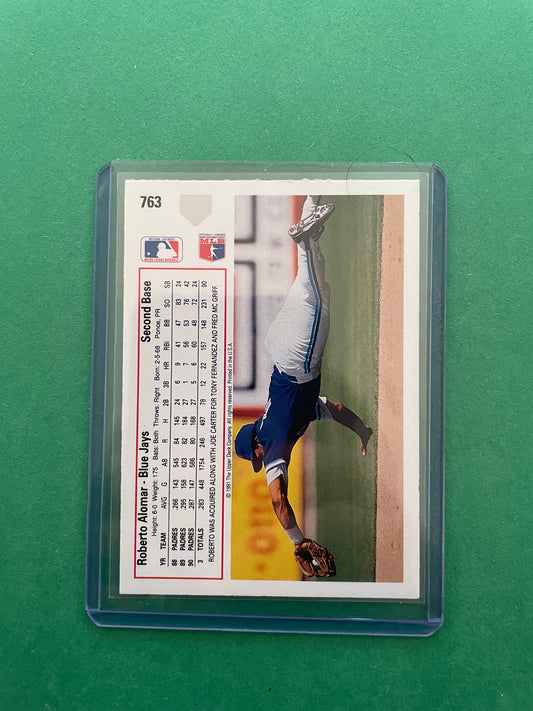 763
OFFICIALLY LICENSED
MLB
MAJOR LEAGUE BASEBALL
Roberto Alomar - Blue Jays Second Base
Height: 6-0 Weight: 175 Bats: Both Throws: Right Born: 2-5-68 Ponce, PR
YR TEAM AVG G AB R H 2B 3B HR RBI BB SO SB
88 PADRES .266 143 545 84 145 24 6 9 41 47 83 24
89 PADRES .295 158 623 82 184 27 1 7 56 53 76 42
90 PADRES .287 147 586 80 168 27 5 6 60 48 72 24
3 TOTALS .283 448 1754 246 497 78 12 22 157 148 231 90
ROBERTO WAS ACQUIRED ALONG WITH JOE CARTER FOR TONY FERNANDEZ AND FRED MC GRIFF.
© 1991 The Upper Deck Company. All rights reserved. Printed in the U.S.A.